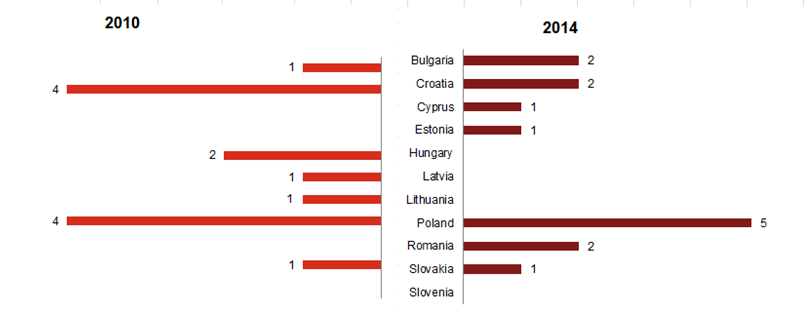 2010 2014
1 Bulgaria 2
4 Croatia 2
Cyprus 1
Estonia 1
2 Hungary
1 Latvia
1 Lithuania
4 Poland 5
Romania 2
1 Slovakia 1
Slovenia